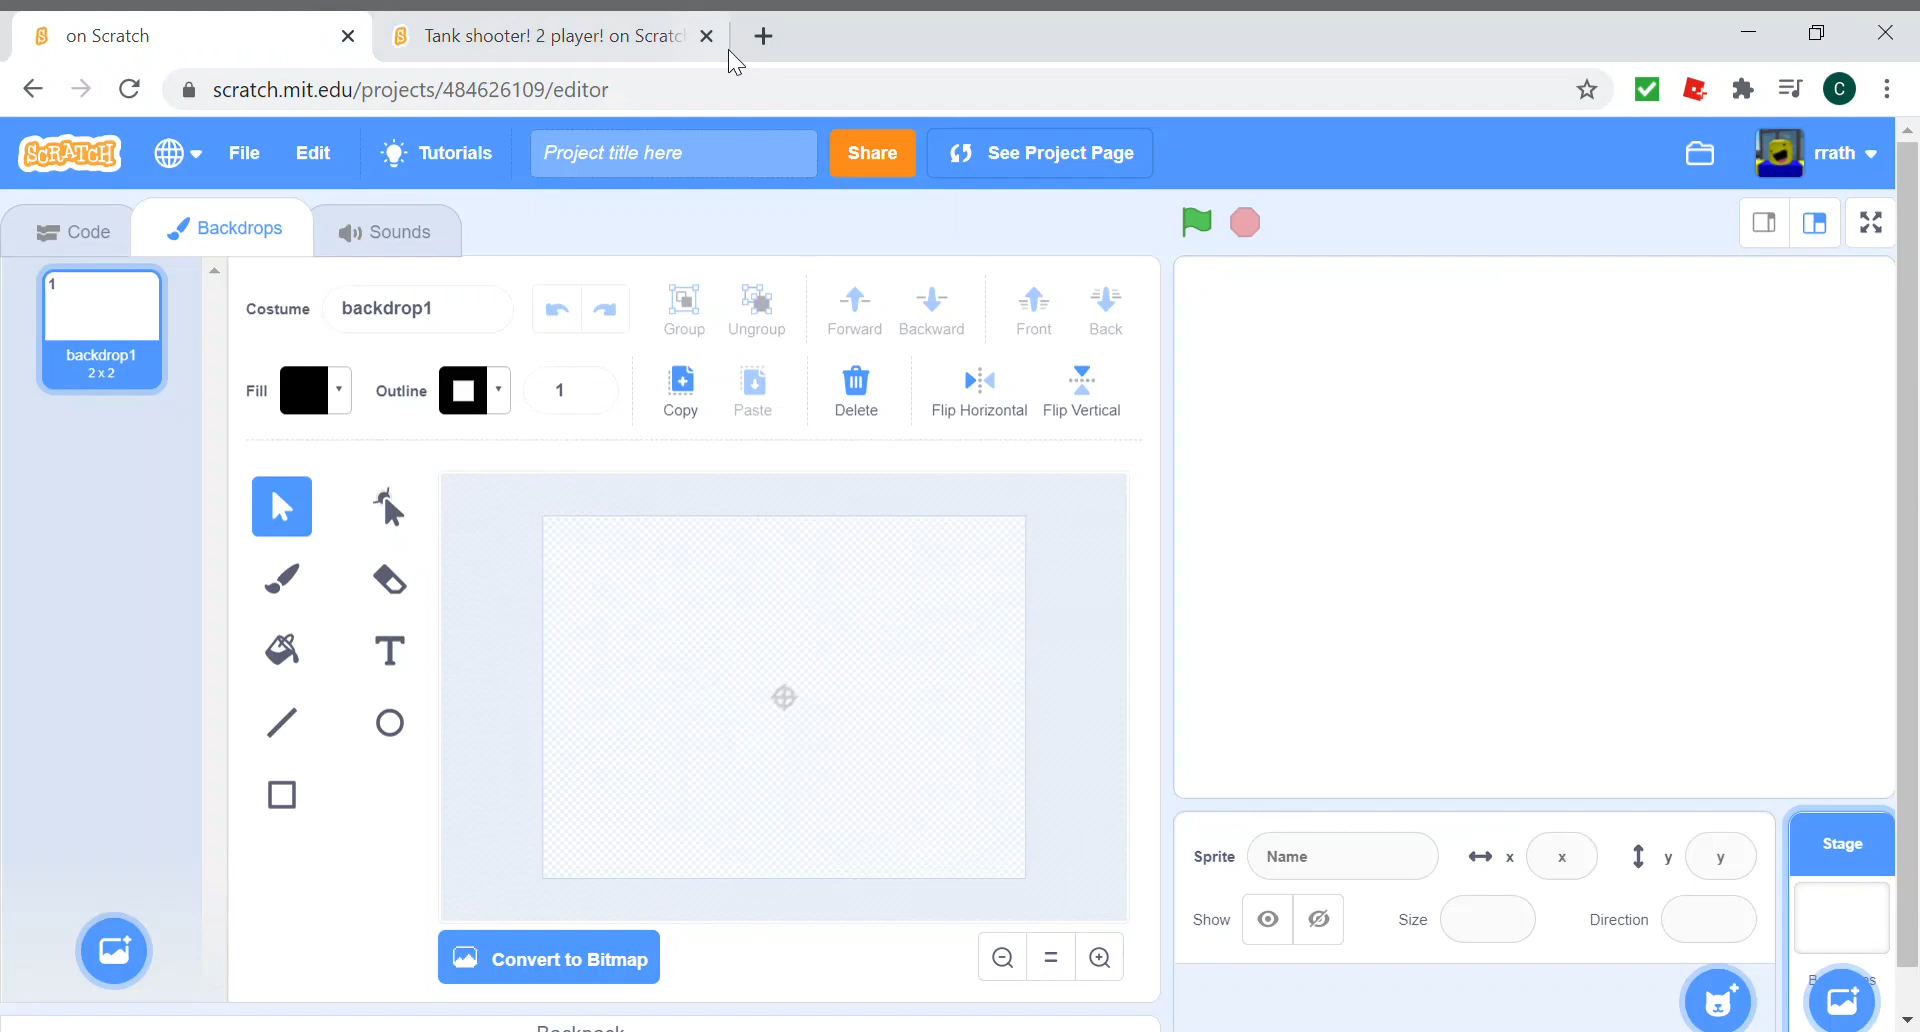 on Scratch
Tank shooter! 2 player! on Scratc
scratch.mit.edu/projects/484626109/editor
C
SCRATCH
File
Edit
Tutorials
Project title here
Share
See Project Page
rrath
Code
Backdrops
Sounds
1
backdrop1
2 x 2
Costume
backdrop1
Group
Ungroup
Forward
Backward
Front
Back
Fill
Outline
1
Copy
Paste
Delete
Flip Horizontal
Flip Vertical
T
Convert to Bitmap
Sprite
Name
x
x
y
y
Show
Size
Direction
Stage
Backpack